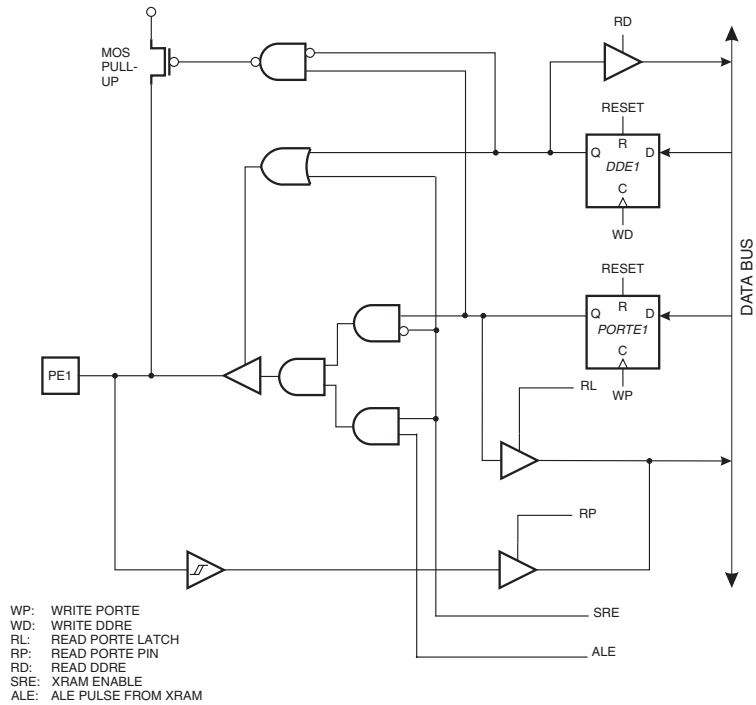 RD
MOS
PULL-
UP
RESET
R
Q
D
DDE1
C
WD
DATA BUS
RESET
R
Q
D
PORTE1
C
WP
PE1
RL
RP
SRE
ALE
WP: WRITE PORTE
WD: WRITE DDRE
RL: READ PORTE LATCH
RP: READ PORTE PIN
RD: READ DDRE
SRE: XRAM ENABLE
ALE: ALE PULSE FROM XRAM